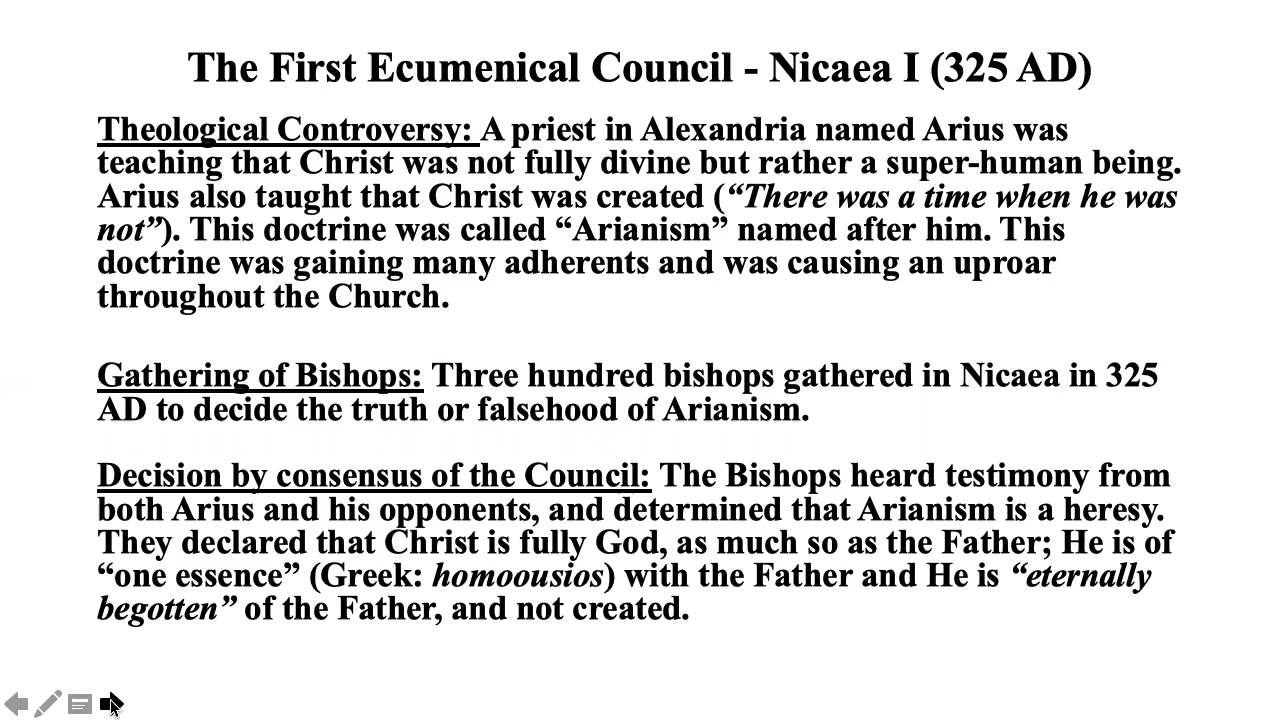 The First Ecumenical Council - Nicaea I (325 AD)
Theological Controversy: A priest in Alexandria named Arius was
teaching that Christ was not fully divine but rather a super-human being.
Arius also taught that Christ was created (“There was a time when he was
not”). This doctrine was called “Arianism” named after him. This
doctrine was gaining many adherents and was causing an uproar
throughout the Church.
Gathering of Bishops: Three hundred bishops gathered in Nicaea in 325
AD to decide the truth or falsehood of Arianism.
Decision by consensus of the Council: The Bishops heard testimony from
both Arius and his opponents, and determined that Arianism is a heresy.
They declared that Christ is fully God, as much so as the Father; He is of
“one essence” (Greek: homoousios) with the Father and He is “eternally
begotten” of the Father, and not created.